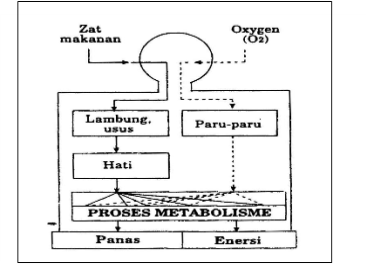 Zat
makanan
Oxygen
(O2)
Lambung,
usus
Paru-paru
Hati
PROSES METABOLISME
Panas
Enersi